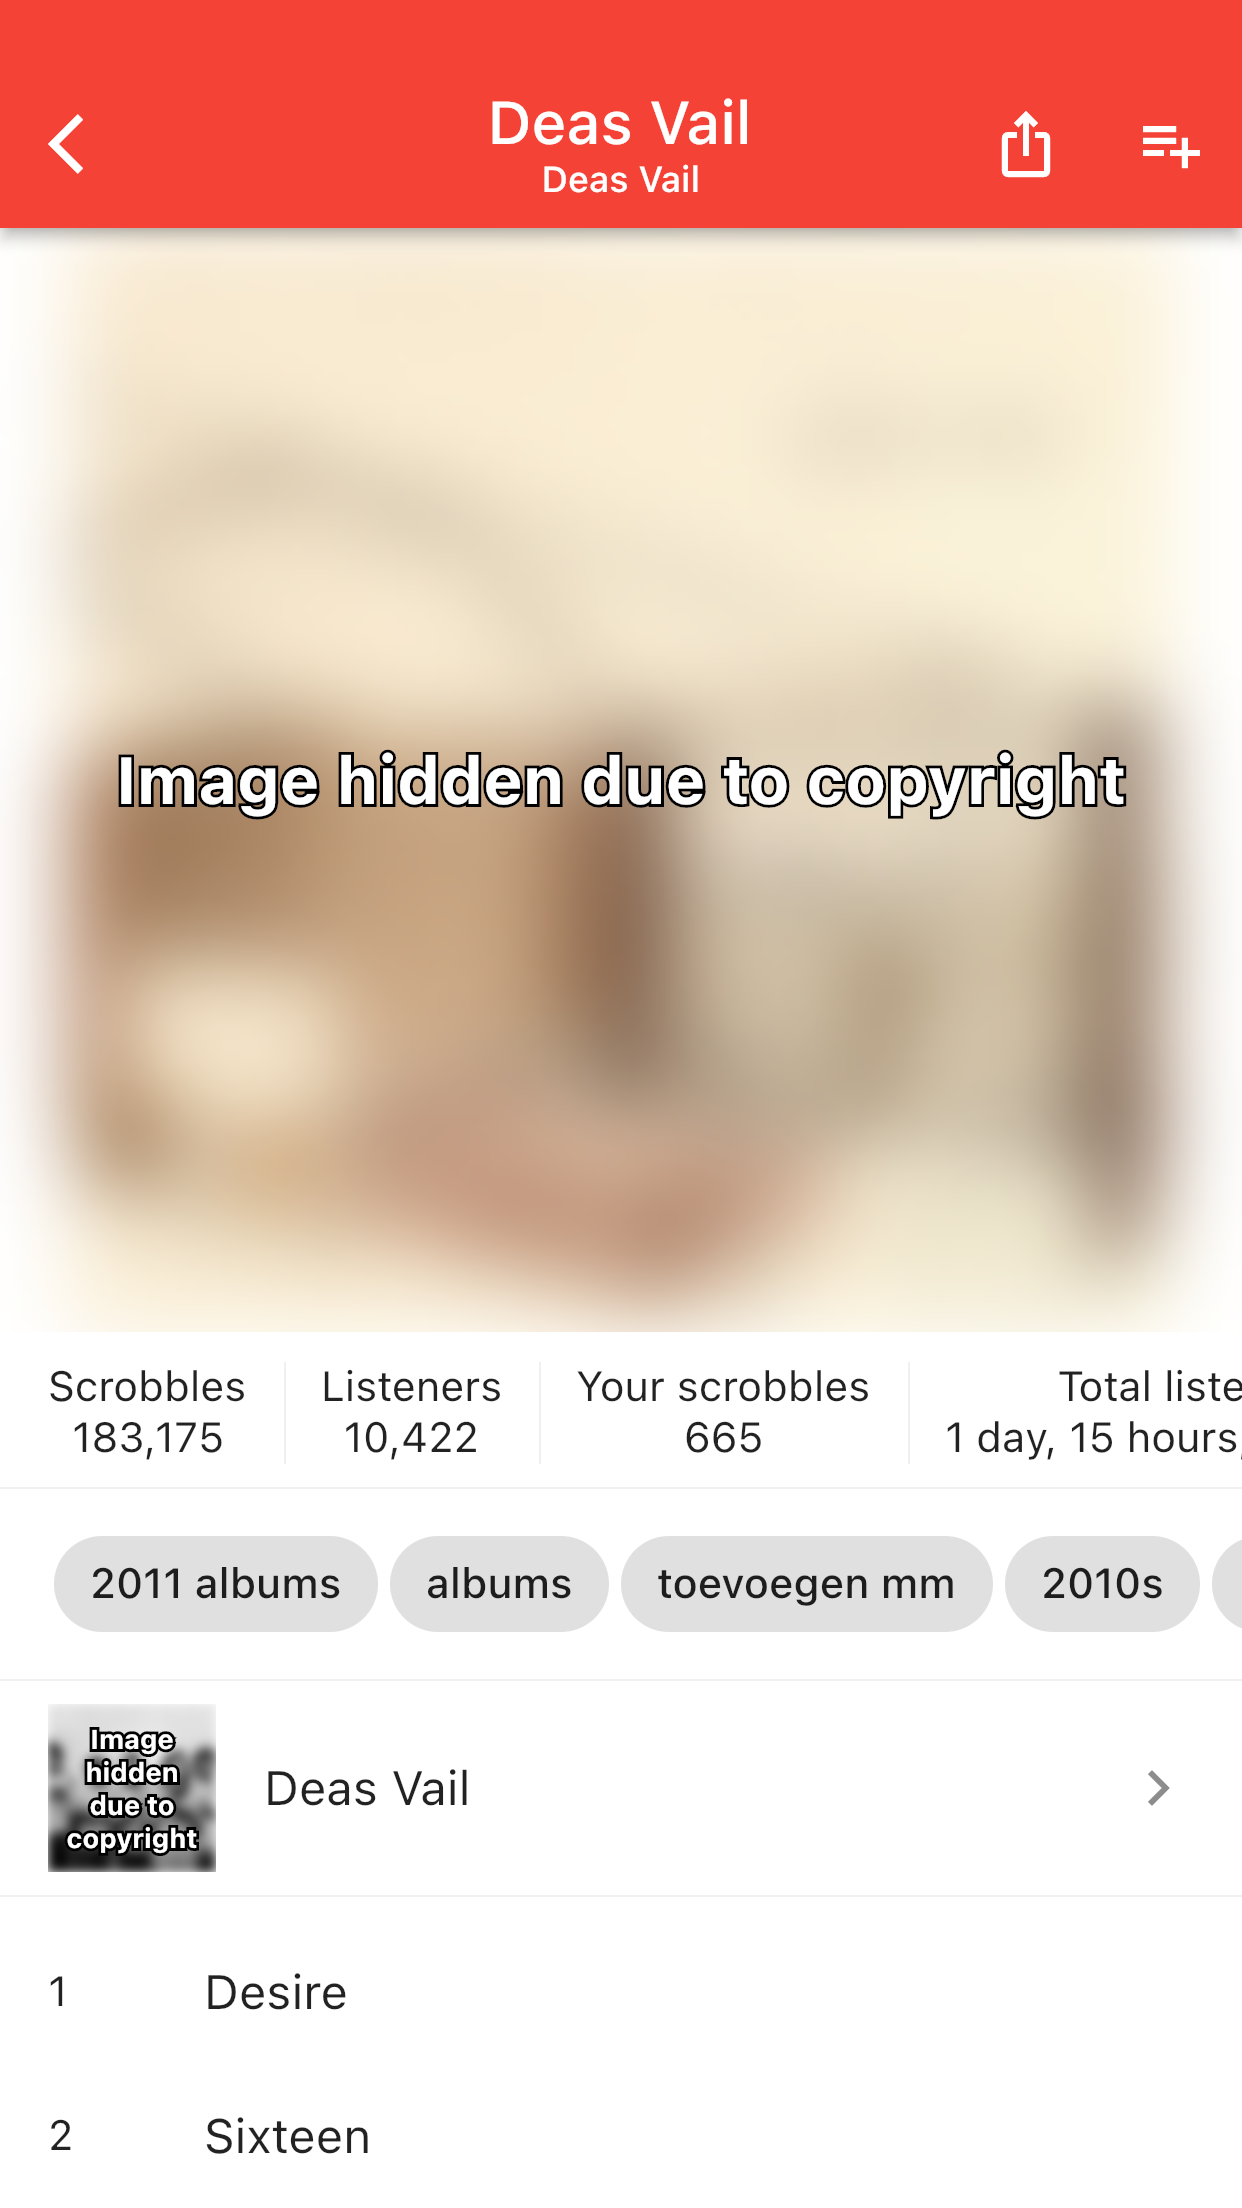 Deas Vail
Deas Vail
Image hidden due to copyright
Scrobbles
183,175
Listeners
10,422
Your scrobbles
665
Total liste
1 day, 15 hours,
2011 albums
albums
toevoegen mm
2010s
Image
hidden
due to
copyright
Deas Vail
1 Desire
2 Sixteen